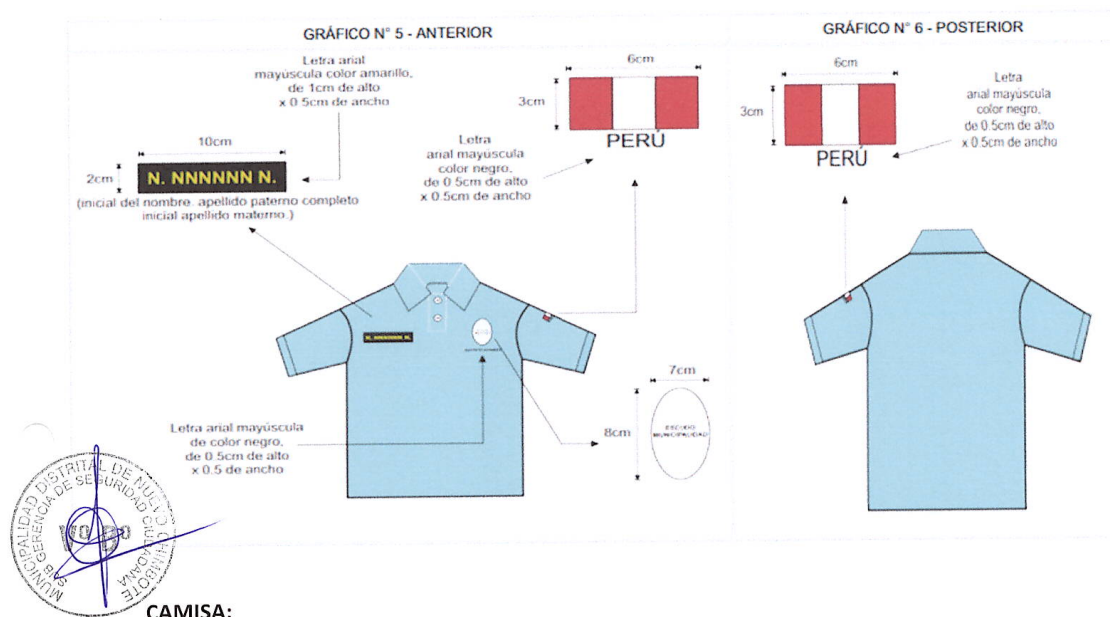 GRÁFICO N° 5 - ANTERIOR
Letra arial
mayúscula color amarillo,
de 1cm de alto
x 0.5cm de ancho
10cm
2cm
N. NNNNNN N.
(inicial del nombre. apellido paterno completo
inicial apellido materno.)
6cm
3cm
PERÚ
Letra
arial mayúscula
color negro,
de 0.5cm de alto
x 0.5cm de ancho
N. NNNNNN N.
Letra arial mayúscula
de color negro,
de 0.5cm de alto
x 0.5 de ancho
7cm
8cm
ESCUDO
MUNICIPALIDAD
GRÁFICO N° 6 - POSTERIOR
6cm
3cm
PERÚ
Letra
arial mayúscula
color negro,
de 0.5cm de alto
x 0.5cm de ancho
MUNICIPALIDAD DISTRITAL DE NUEVO CHIMBOTE
SUB GERENCIA DE SEGURIDAD CIUDADANA
V° B°
CAMISA: